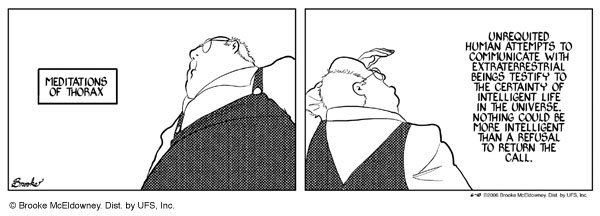 MEDITATIONS
OF THORAX
UNREQUITED
HUMAN ATTEMPTS TO
COMMUNICATE WITH
EXTRATERRESTRIAL
BEINGS TESTIFY TO
THE CERTAINTY OF
INTELLIGENT LIFE
IN THE UNIVERSE.
NOTHING COULD BE
MORE INTELLIGENT
THAN A REFUSAL
TO RETURN THE
CALL.
Brooke
©2006 Brooke McEldowney. Dist. by UFS, Inc.
© Brooke McEldowney. Dist. by UFS, Inc.